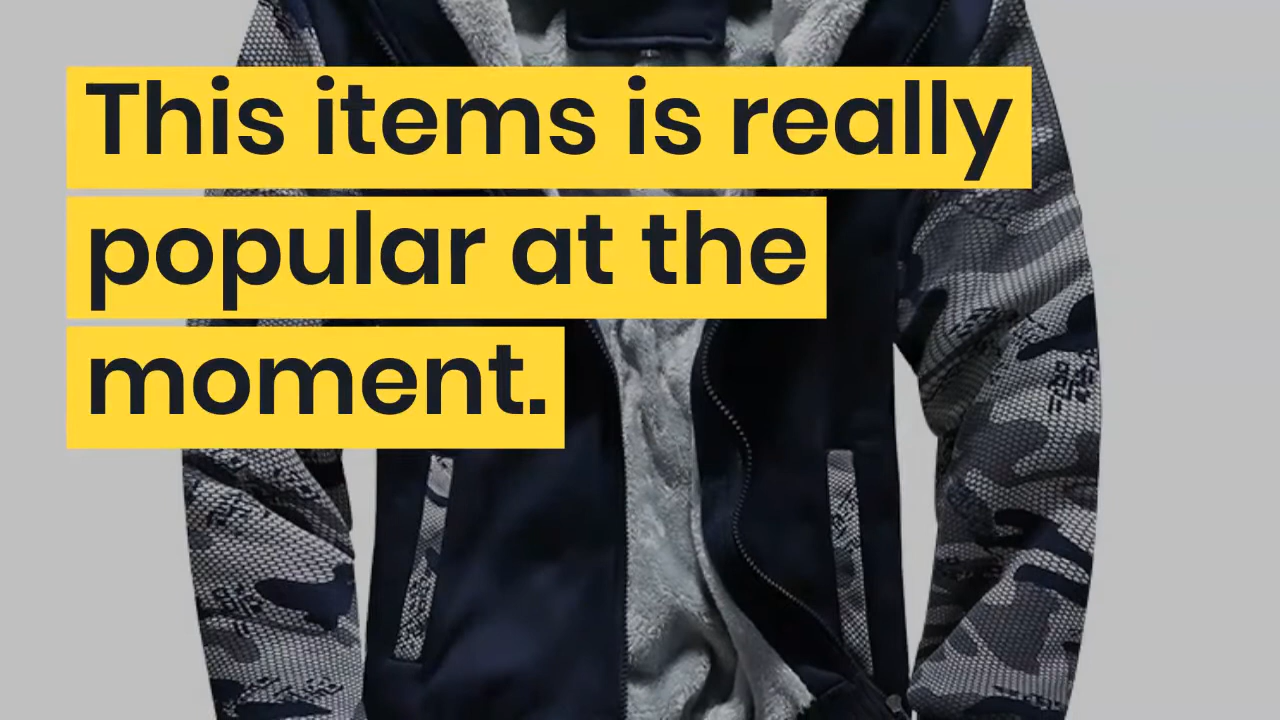 This items is really
popular at the
moment.